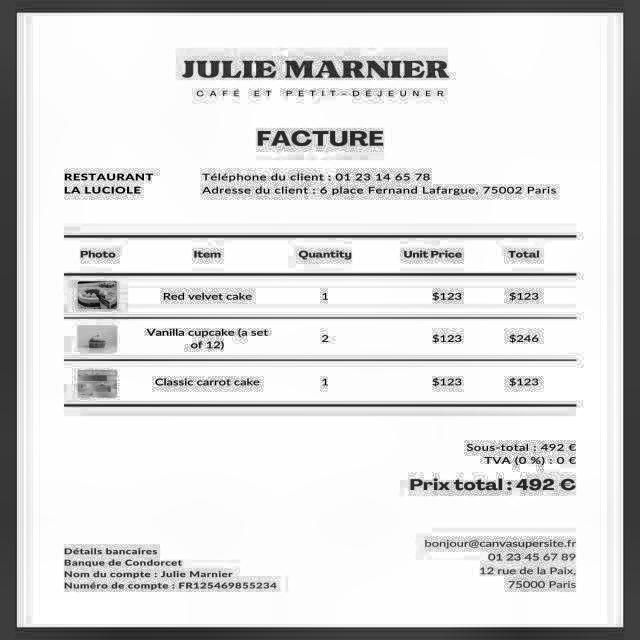 JULIE MARNIER
CAFÉ ET PETIT-DÉJEUNER
FACTURE
RESTAURANT
LA LUCIOLE
Téléphone du client : 01 23 14 65 78
Adresse du client : 6 place Fernand Lafargue, 75002 Paris
Photo Item Quantity Unit Price Total
Red velvet cake 1 $123 $123
Vanilla cupcake (a set
of 12) 2 $123 $246
Classic carrot cake 1 $123 $123
Sous-total : 492 €
TVA (0 %) : 0 €
Prix total : 492 €
Détails bancaires
Banque de Condorcet
Nom du compte : Julie Marnier
Numéro de compte : FR125469855234
bonjour@canvasupersite.fr
01 23 45 67 89
12 rue de la Paix,
75000 Paris